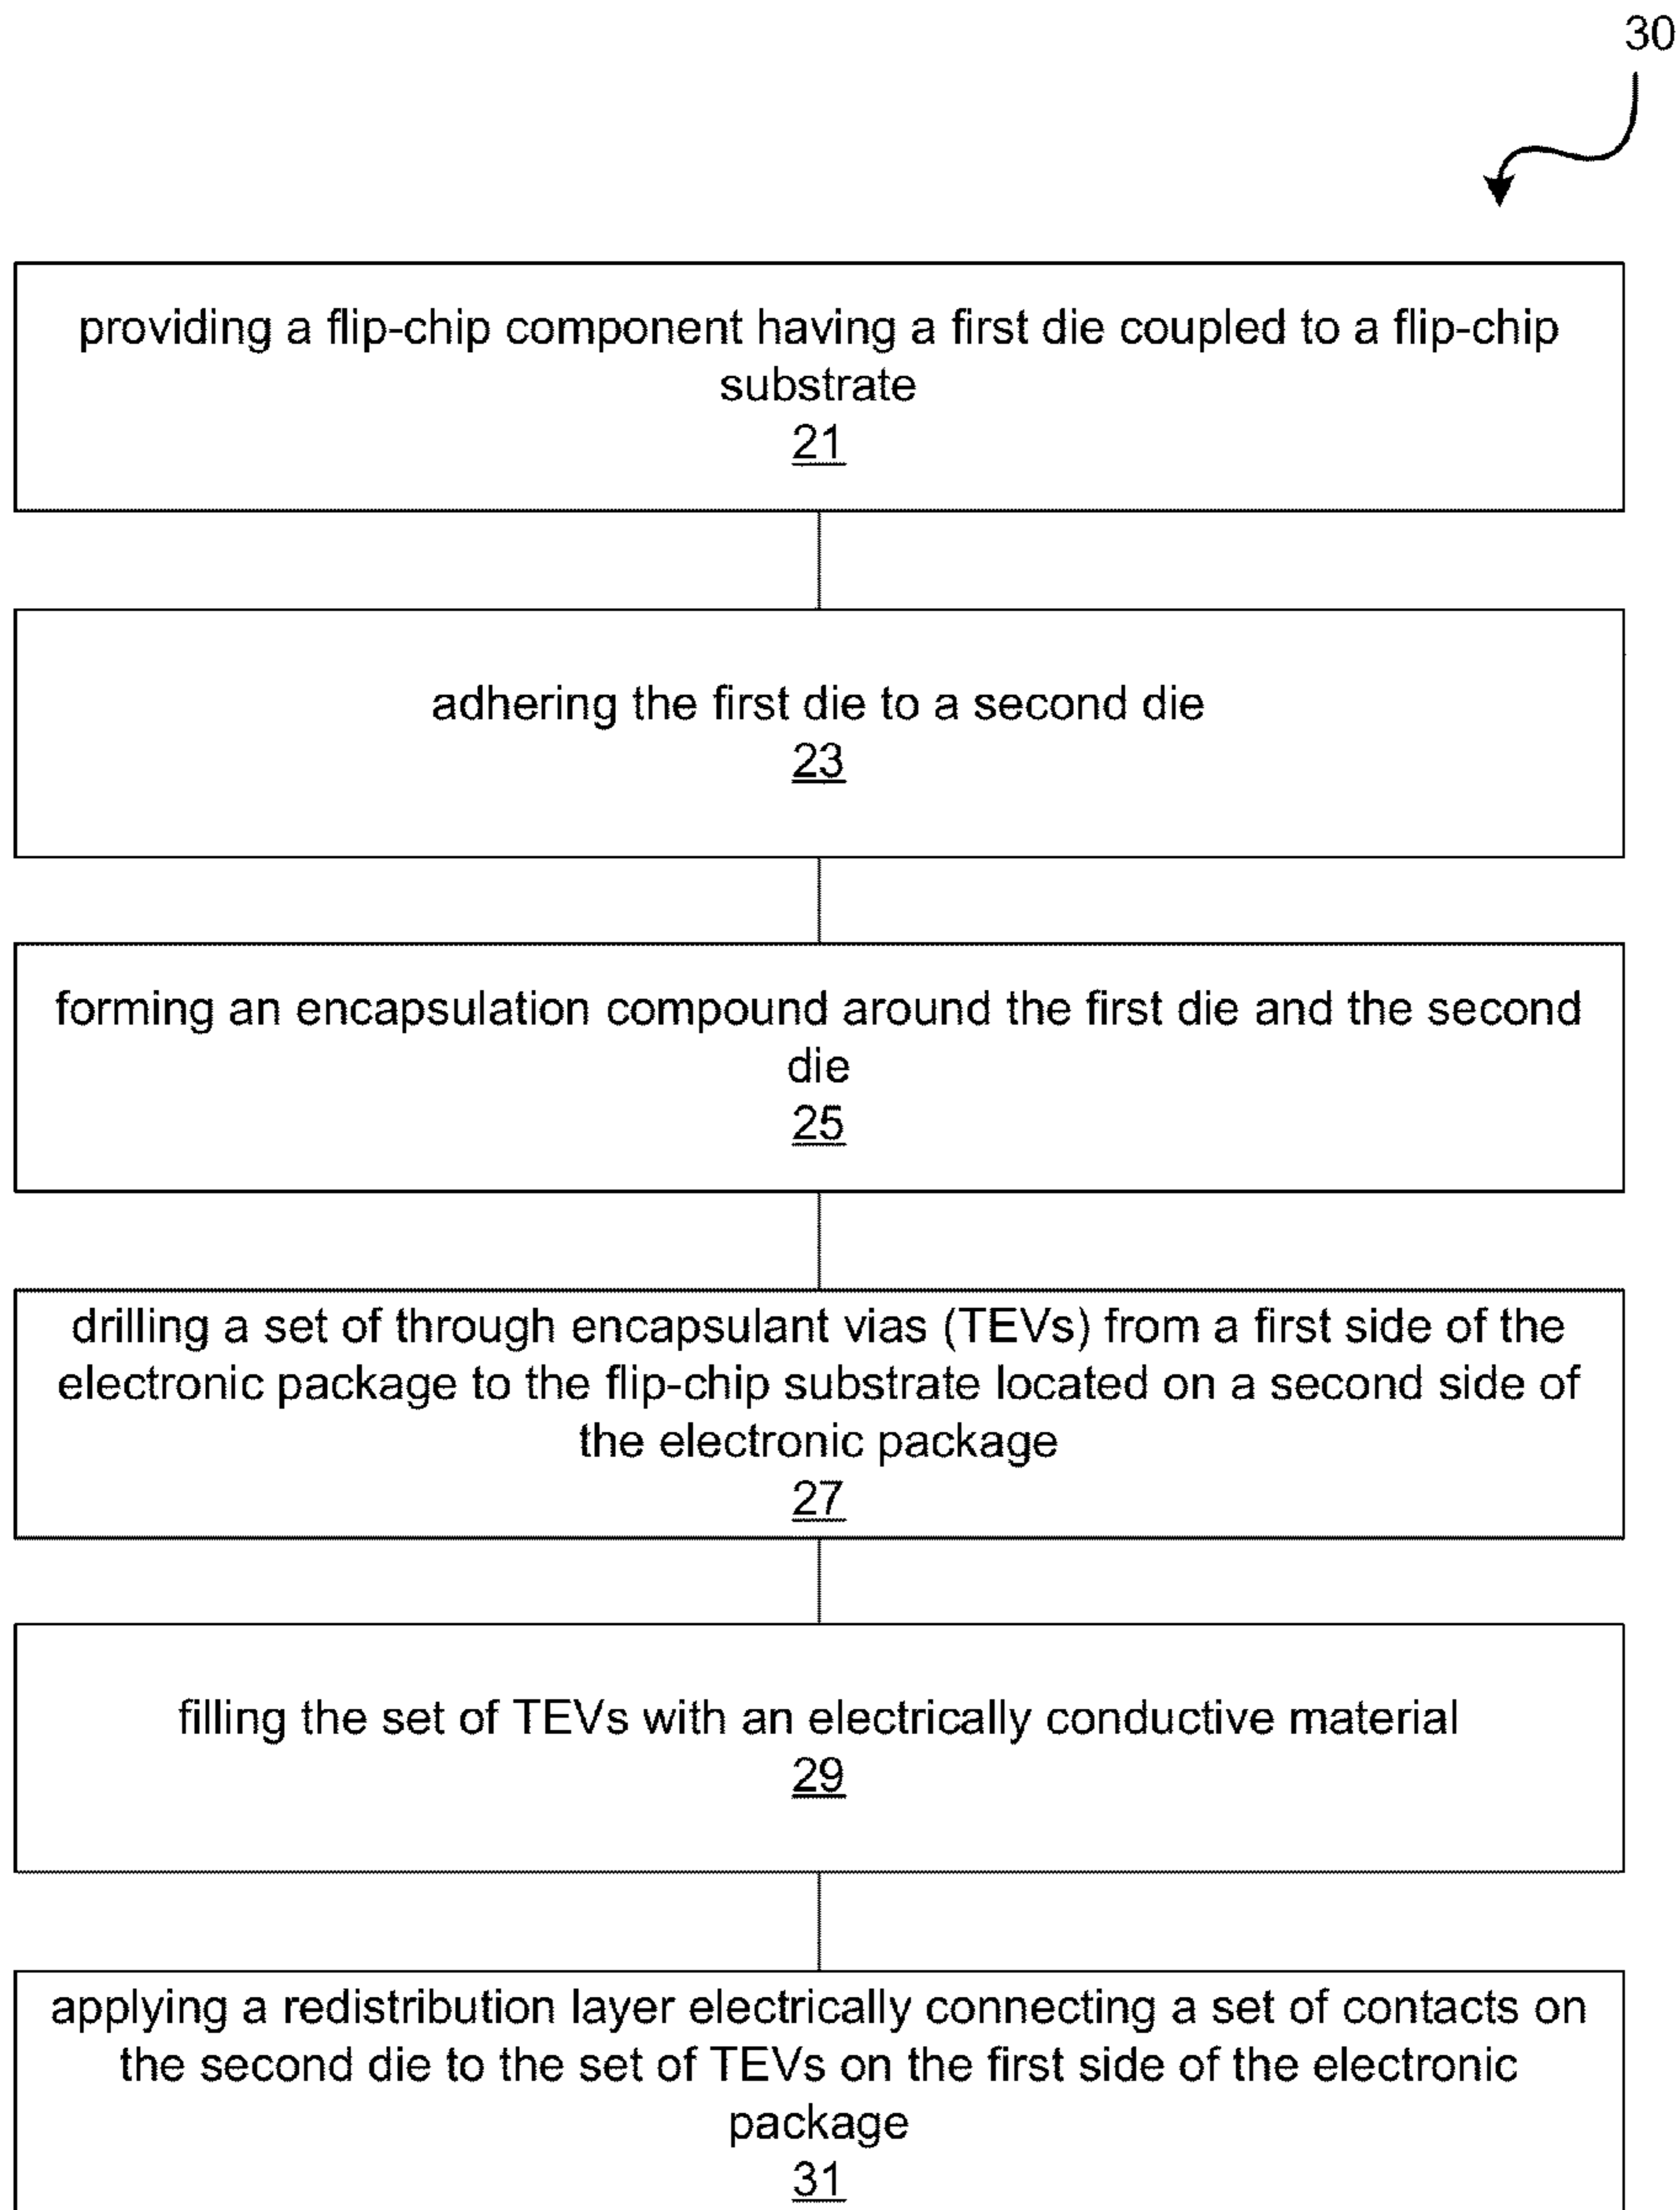 30
providing a flip-chip component having a first die coupled to a flip-chip
substrate
21
adhering the first die to a second die
23
forming an encapsulation compound around the first die and the second
die
25
drilling a set of through encapsulant vias (TEVs) from a first side of the
electronic package to the flip-chip substrate located on a second side of
the electronic package
27
filling the set of TEVs with an electrically conductive material
29
applying a redistribution layer electrically connecting a set of contacts on
the second die to the set of TEVs on the first side of the electronic
package
31